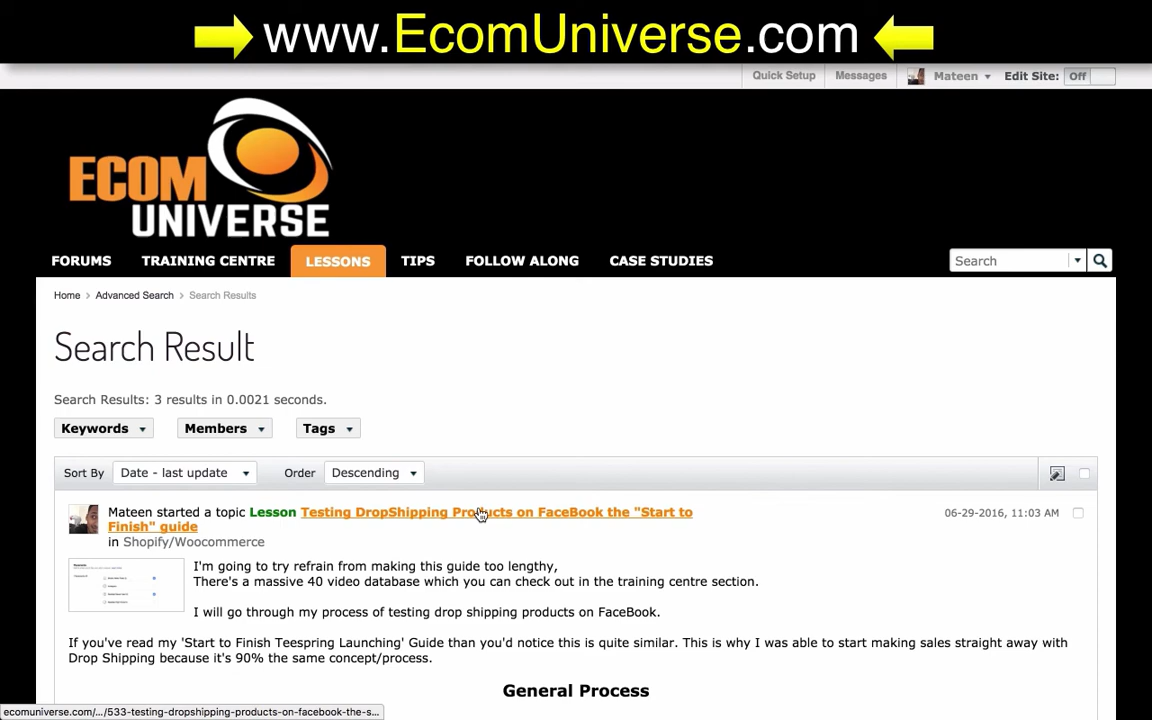 www.EcomUniverse.com
Quick Setup Messages Mateen Edit Site: Off
ECOM
UNIVERSE
FORUMS TRAINING CENTRE LESSONS TIPS FOLLOW ALONG CASE STUDIES Search
Home > Advanced Search > Search Results
Search Result
Search Results: 3 results in 0.0021 seconds.
Keywords Members Tags
Sort By Date - last update Order Descending
Mateen started a topic Lesson Testing DropShipping Products on FaceBook the "Start to
Finish" guide
06-29-2016, 11:03 AM
in Shopify/Woocommerce
I'm going to try refrain from making this guide too lengthy,
There's a massive 40 video database which you can check out in the training centre section.
I will go through my process of testing drop shipping products on FaceBook.
If you've read my 'Start to Finish Teespring Launching' Guide than you'd notice this is quite similar. This is why I was able to start making sales straight away with
Drop Shipping because it's 90% the same concept/process.
General Process
ecomuniverse.com/.../533-testing-dropshipping-products-on-facebook-the-s...